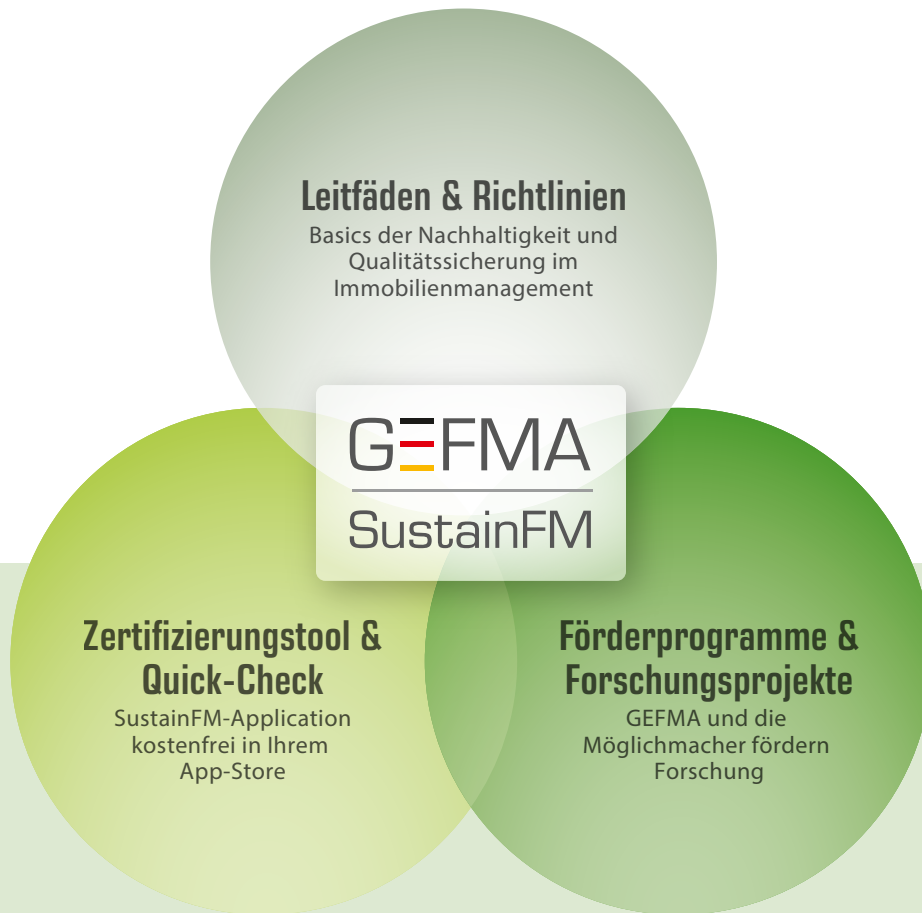 Leitfäden & Richtlinien
Basics der Nachhaltigkeit und
Qualitätssicherung im
Immobilienmanagement
GEFMA
SustainFM
Zertifizierungstool &
Quick-Check
SustainFM-Application
kostenfrei in Ihrem
App-Store
Förderprogramme &
Forschungsprojekte
GEFMA und die
Möglichmacher fördern
Forschung